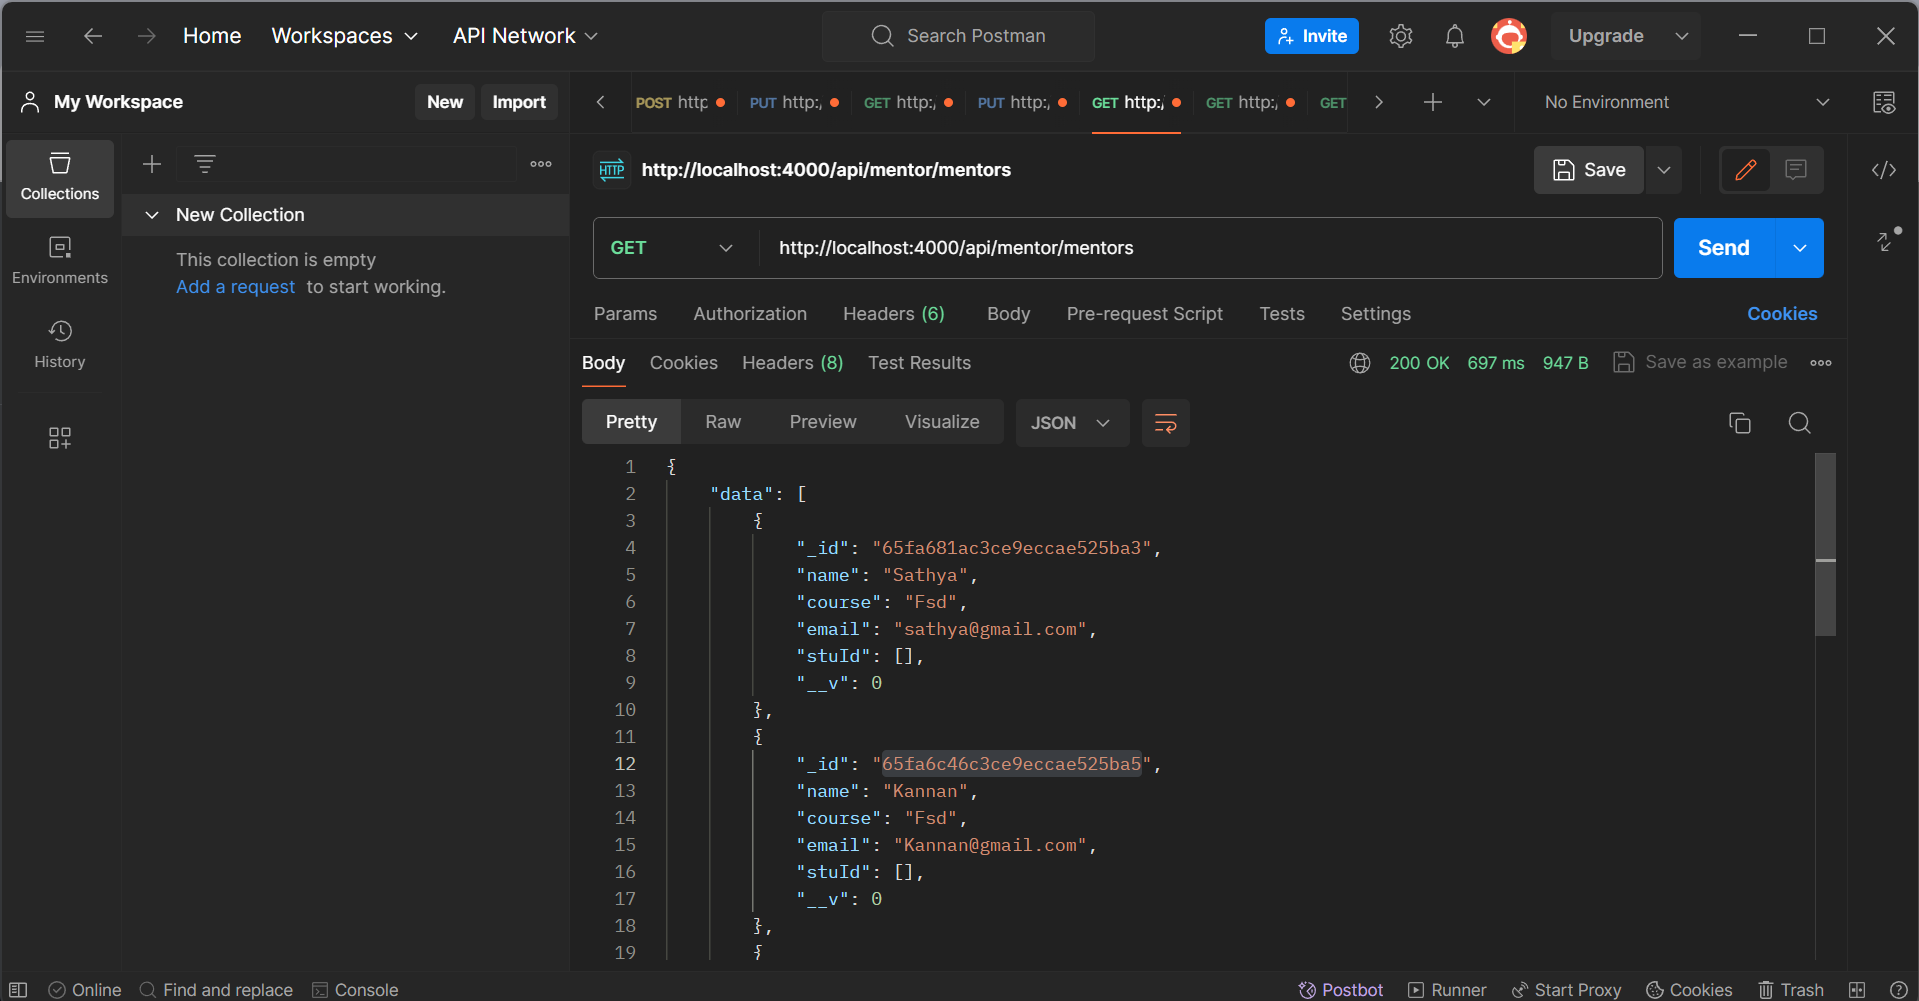 Home Workspaces API Network Search Postman Invite Upgrade
My Workspace New Import
POST http PUT http:/ GET http:/ PUT http:/ GET http:/ GET http:/ GET No Environment
Collections
Environments
History
New Collection
This collection is empty
Add a request to start working.
HTTP http://localhost:4000/api/mentor/mentors Save
GET http://localhost:4000/api/mentor/mentors Send
Params Authorization Headers (6) Body Pre-request Script Tests Settings Cookies
Body Cookies Headers (8) Test Results 200 OK 697 ms 947 B Save as example
Pretty Raw Preview Visualize JSON
1 {
2 "data": [
3 {
4 "_id": "65fa681ac3ce9eccae525ba3",
5 "name": "Sathya",
6 "course": "Fsd",
7 "email": "sathya@gmail.com",
8 "stuId": [],
9 "__v": 0
10 },
11 {
12 "_id": "65fa6c46c3ce9eccae525ba5",
13 "name": "Kannan",
14 "course": "Fsd",
15 "email": "Kannan@gmail.com",
16 "stuId": [],
17 "__v": 0
18 },
19 {
Online Find and replace Console Postbot Runner Start Proxy Cookies Trash